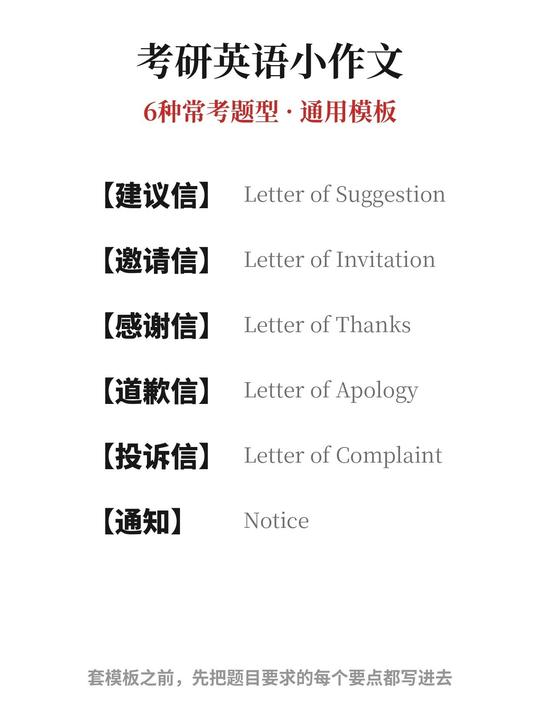 考研英语小作文
6种常考题型·通用模板
【建议信】 Letter of Suggestion
【邀请信】 Letter of Invitation
【感谢信】 Letter of Thanks
【道歉信】 Letter of Apology
【投诉信】 Letter of Complaint
【通知】 Notice
套模板之前，先把题目要求的每个要点都写进去